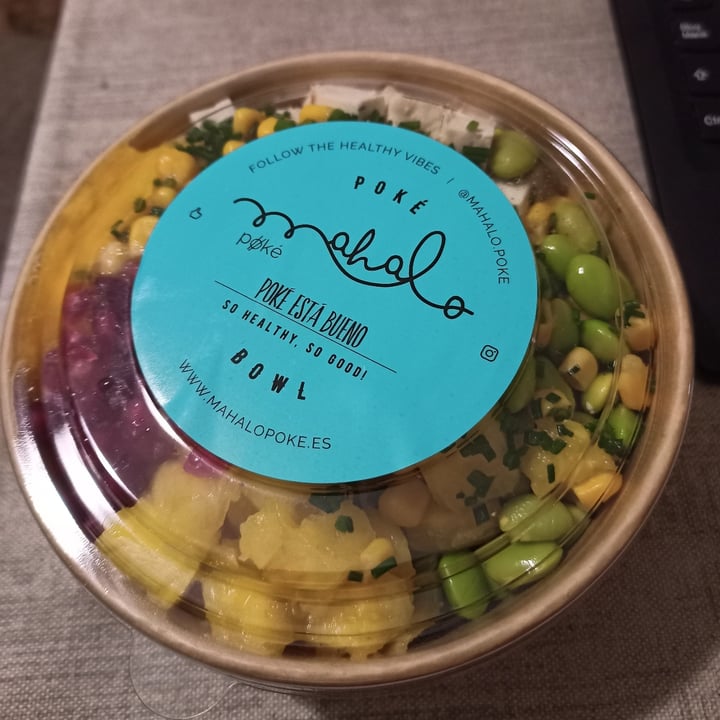 FOLLOW THE HEALTHY VIBES / @MAHALO.POKE
POKÉ
mahalo
pøké
POKÉ ESTÁ BUENO
SO HEALTHY, SO GOOD!
BOWL
WWW.MAHALOPOKE.ES